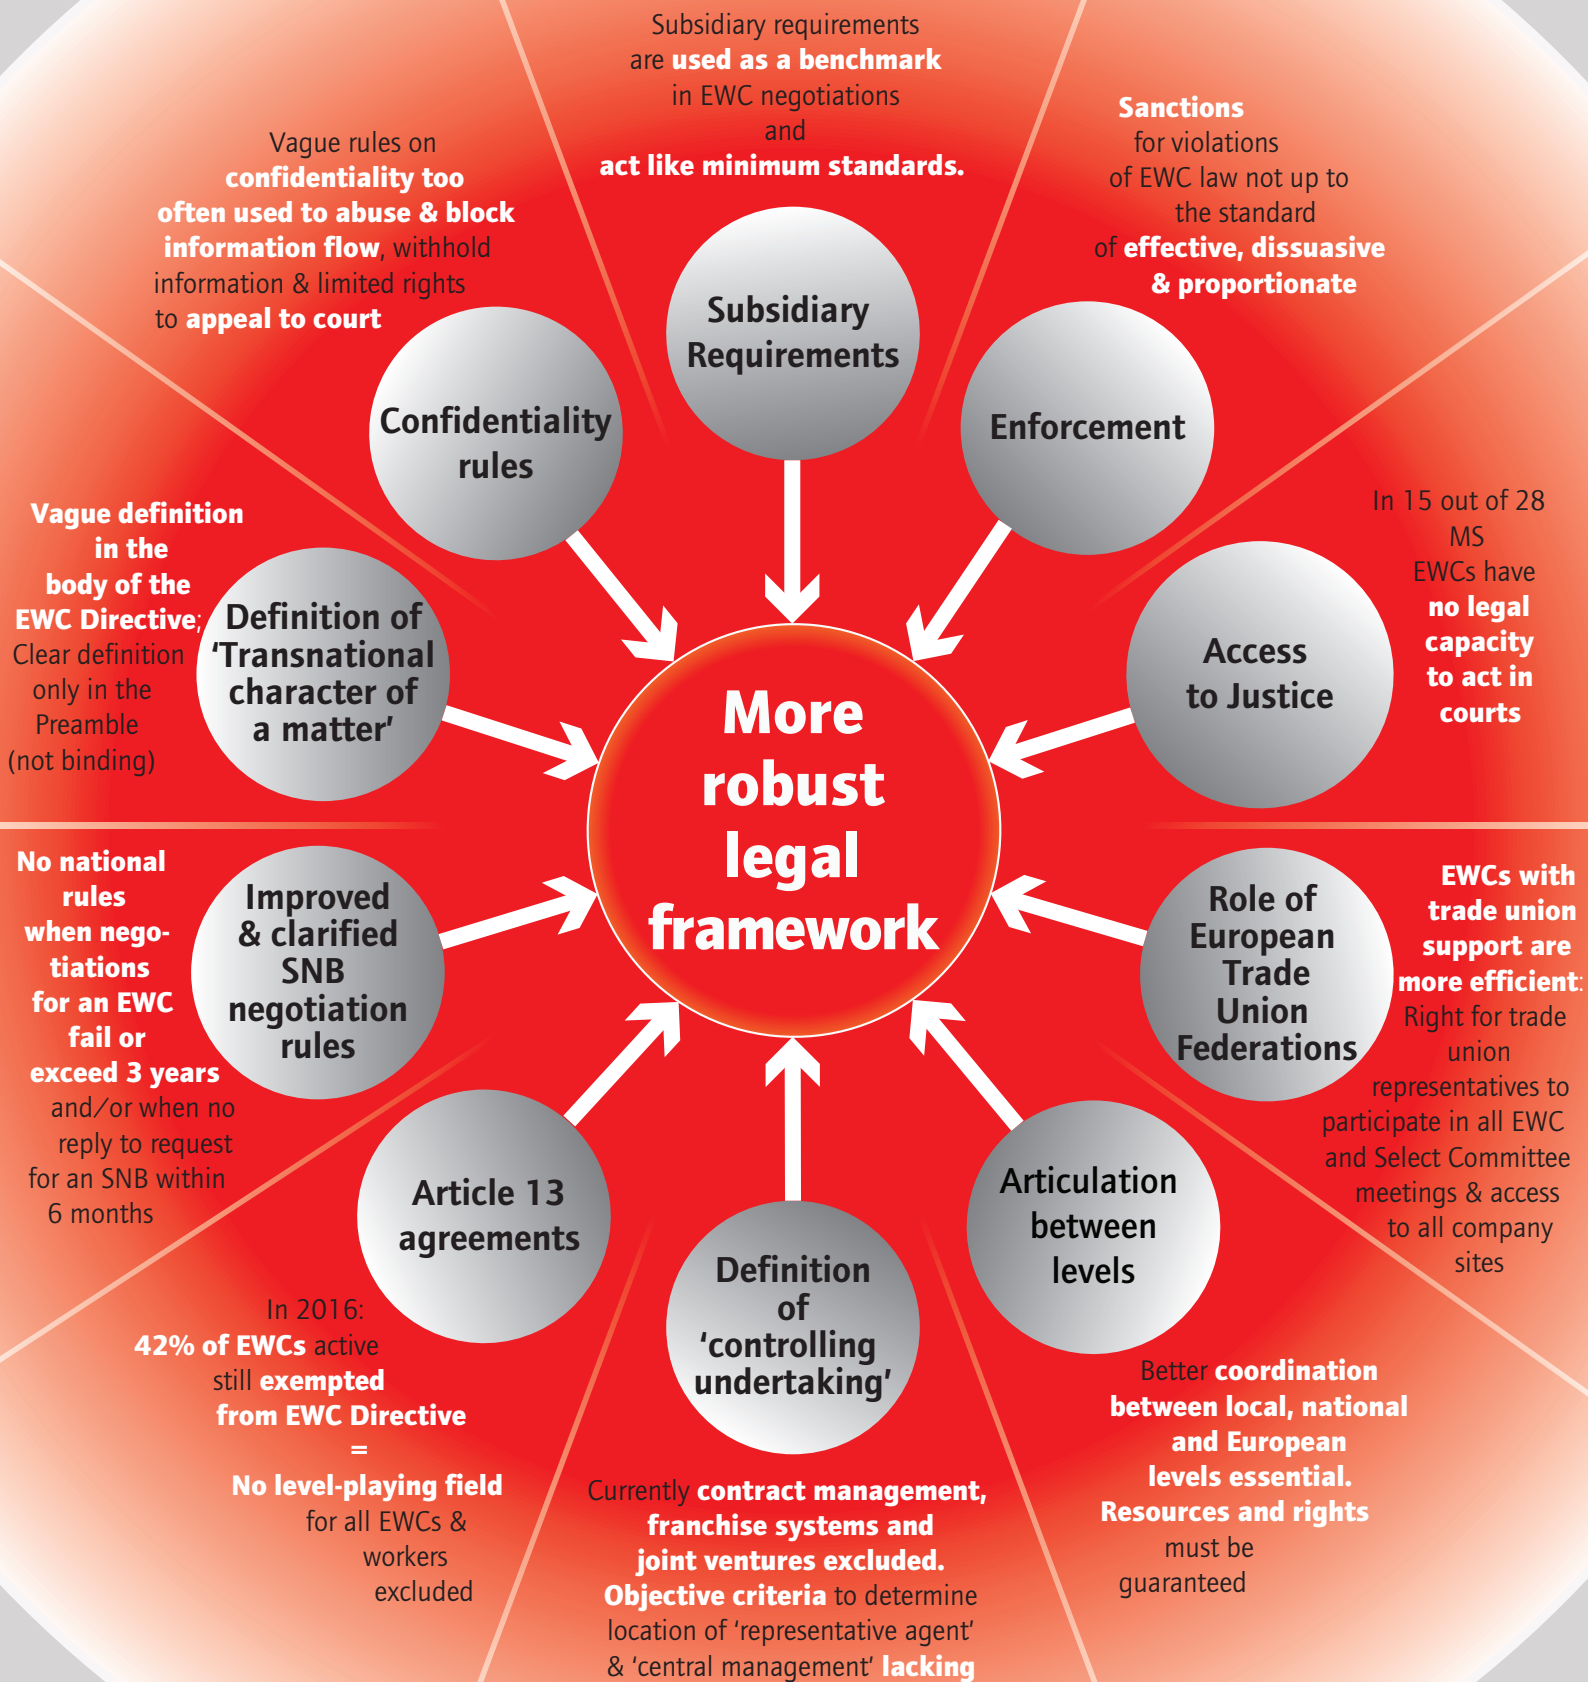 Subsidiary requirements
are used as a benchmark
in EWC negotiations
and
act like minimum standards.
Subsidiary
Requirements
Sanctions
for violations
of EWC law not up to
the standard
of effective, dissuasive
& proportionate
Enforcement
In 15 out of 28
MS
EWCs have
no legal
capacity
to act in
courts
Access
to Justice
EWCs with
trade union
support are
more efficient:
Right for trade
union
representatives to
participate in all EWC
and Select Committee
meetings & access
to all company
sites
Role of
European
Trade
Union
Federations
Articulation
between
levels
Better coordination
between local, national
and European
levels essential.
Resources and rights
must be
guaranteed
Definition
of
‘controlling
undertaking’
Currently contract management,
franchise systems and
joint ventures excluded.
Objective criteria to determine
location of ‘representative agent’
& ‘central management’ lacking
Article 13
agreements
In 2016:
42% of EWCs active
still exempted
from EWC Directive
=
No level-playing field
for all EWCs &
workers
excluded
No national
rules
when nego-
tiations
for an EWC
fail or
exceed 3 years
and/or when no
reply to request
for an SNB within
6 months
Improved
& clarified
SNB
negotiation
rules
Vague definition
in the
body of the
EWC Directive;
Clear definition
only in the
Preamble
(not binding)
Definition of
‘Transnational
character of
a matter’
Vague rules on
confidentiality too
often used to abuse & block
information flow, withhold
information & limited rights
to appeal to court
Confidentiality
rules
More
robust
legal
framework